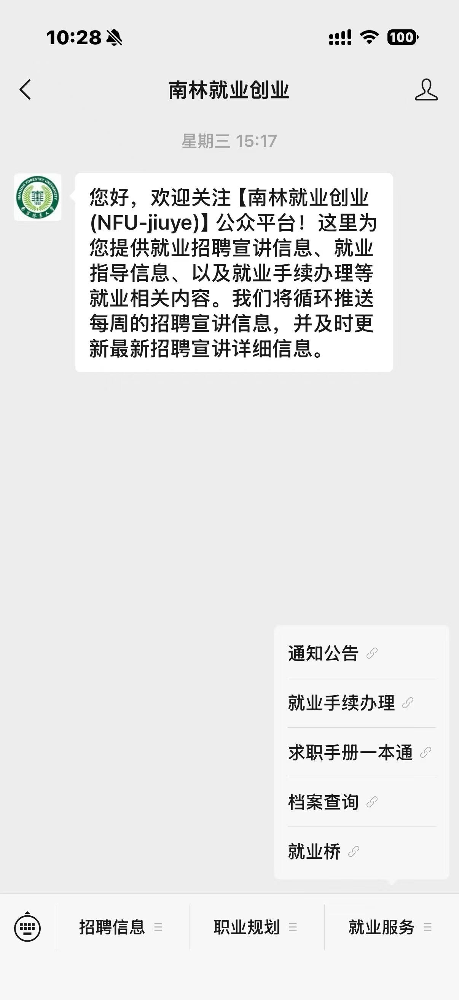 10:28
100
南林就业创业
星期三 15:17
NANJING FORESTRY UNIVERSITY
1902
南京林业大学
您好，欢迎关注【南林就业创业
(NFU-jiuye)】公众平台！这里为
您提供就业招聘宣讲信息、就业
指导信息、以及就业手续办理等
就业相关内容。我们将循环推送
每周的招聘宣讲信息，并及时更
新最新招聘宣讲详细信息。
通知公告
就业手续办理
求职手册一本通
档案查询
就业桥
招聘信息
职业规划
就业服务